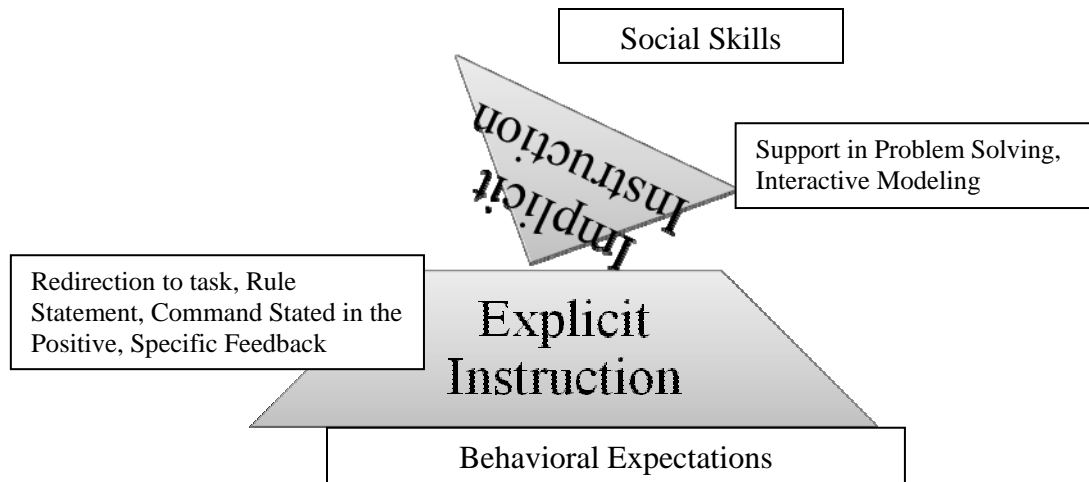 Social Skills
Implicit
Instruction
Support in Problem Solving,
Interactive Modeling
Redirection to task, Rule
Statement, Command Stated in the
Positive, Specific Feedback
Explicit
Instruction
Behavioral Expectations